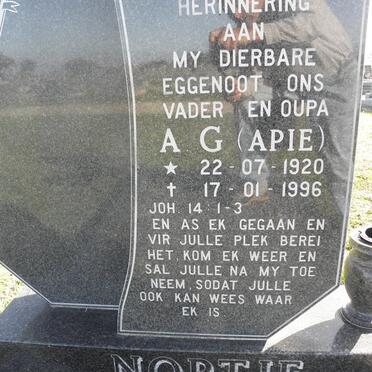 HERINNERING
AAN
MY DIERBARE
EGGENOOT ONS
VADER EN OUPA
A G (APIE)
★ 22-07-1920
† 17-01-1996
JOH. 14:1-3
EN AS EK GEGAAN EN
VIR JULLE PLEK BEREI
HET, KOM EK WEER EN
SAL JULLE NA MY TOE
NEEM, SODAT JULLE
OOK KAN WEES WAAR
EK IS
NORTJE